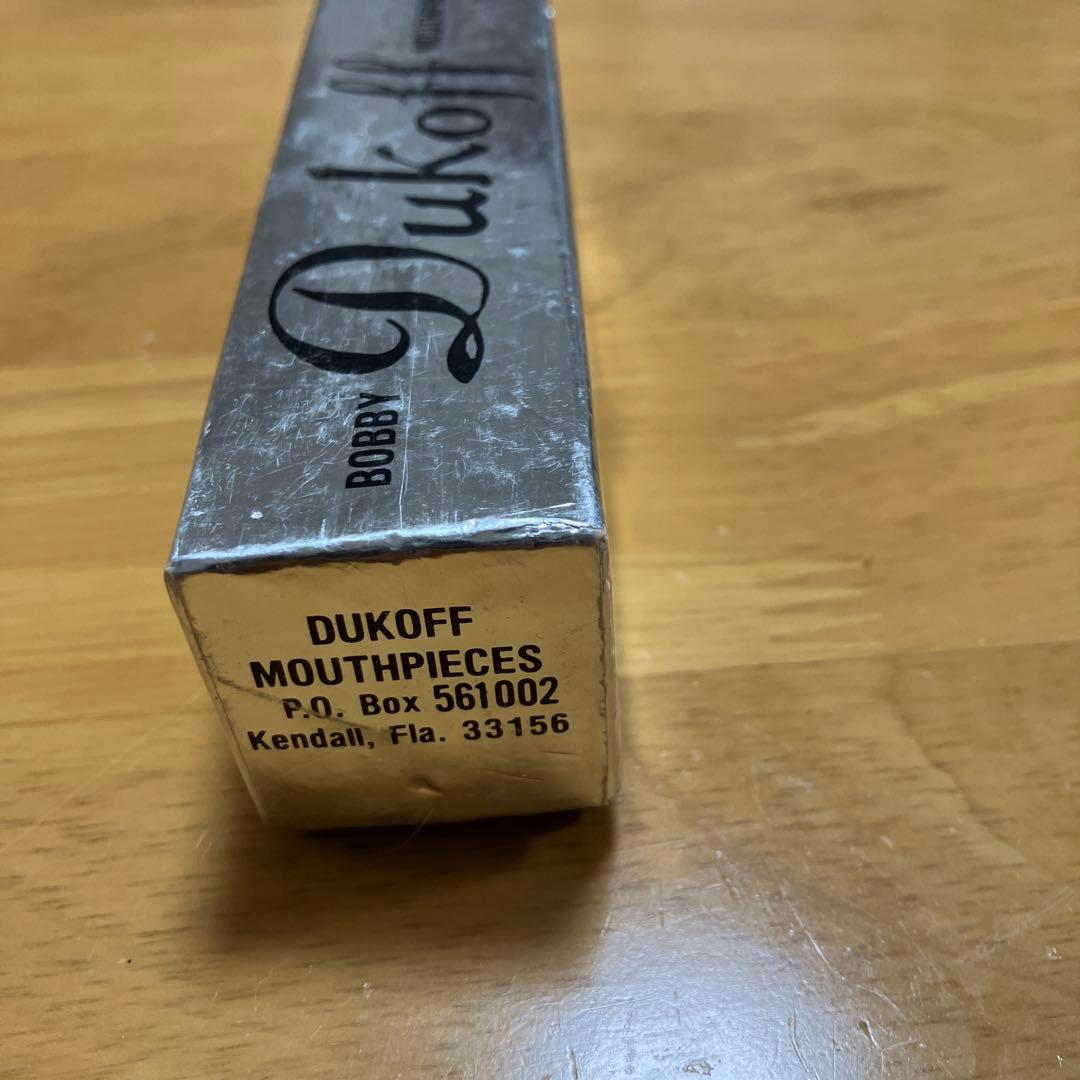 BOBBY Dukoff
DUKOFF
MOUTHPIECES
P.O. Box 561002
Kendall, Fla. 33156